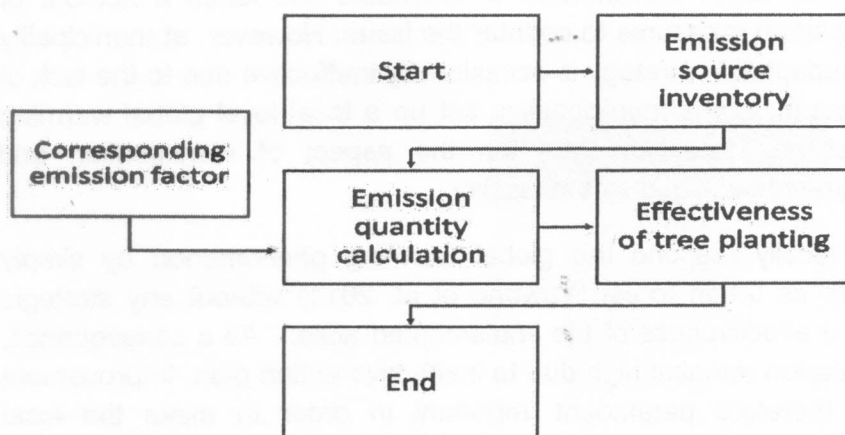 Start
Emission
source
inventory
Corresponding
emission factor
Emission
quantity
calculation
Effectiveness
of tree planting
End